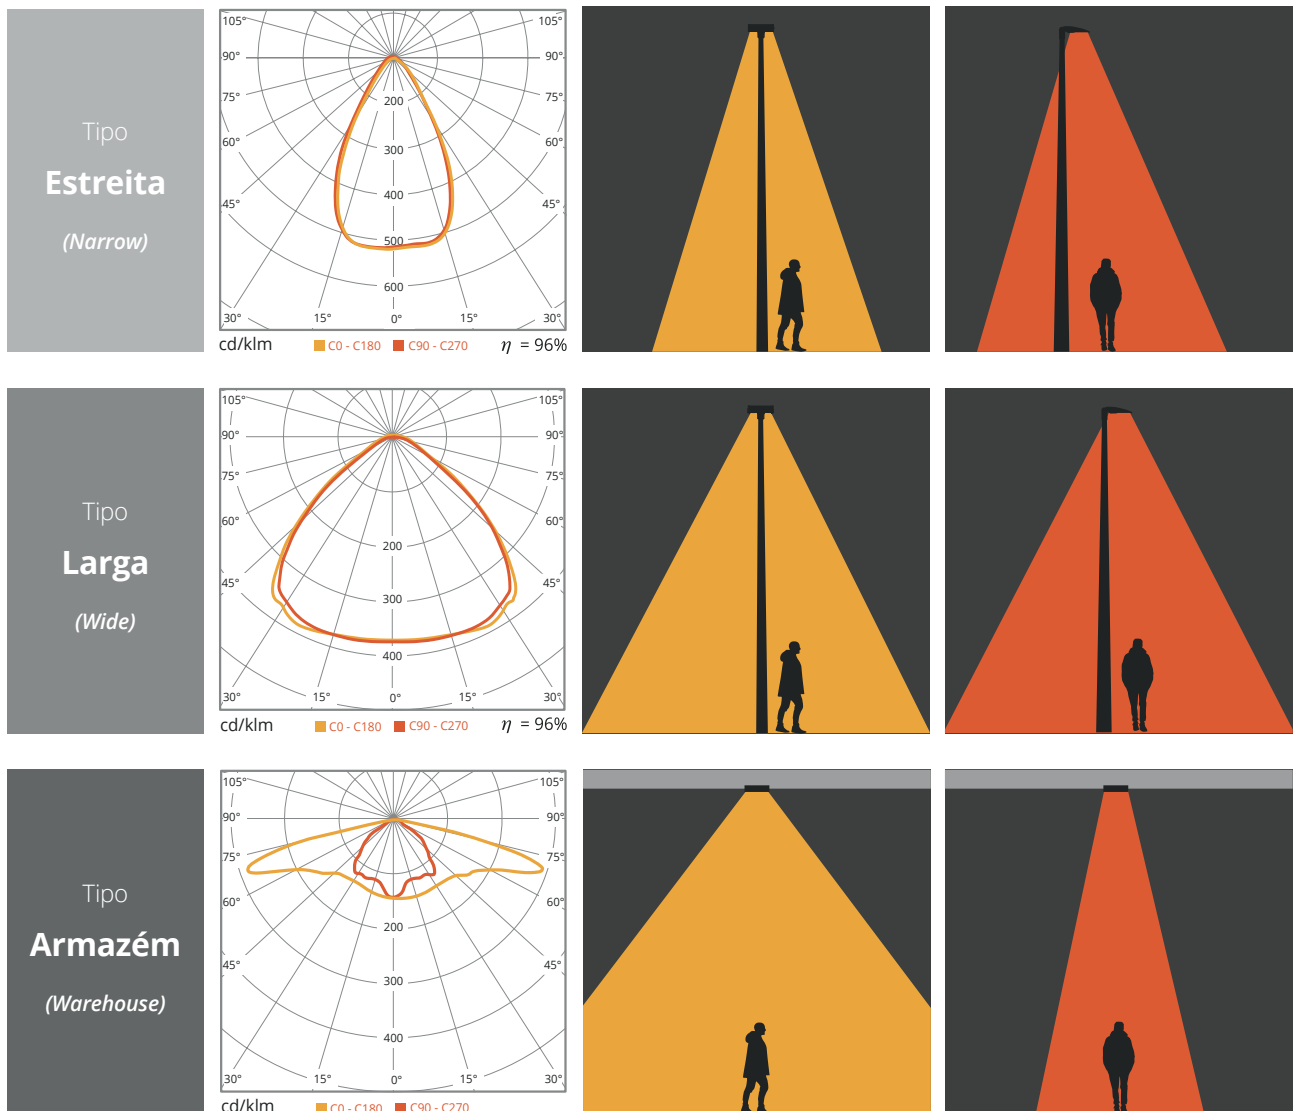 Tipo
Estreita
(Narrow)
105° 105°
90° 90°
75° 75°
60° 60°
45° 45°
200
300
400
500
600
30° 15° 0° 15° 30°
cd/klm C0 - C180 C90 - C270 η = 96%
Tipo
Larga
(Wide)
105° 105°
90° 90°
75° 75°
60° 60°
45° 45°
200
300
400
30° 15° 0° 15° 30°
cd/klm C0 - C180 C90 - C270 η = 96%
Tipo
Armazém
(Warehouse)
105° 105°
90° 90°
75° 75°
60° 60°
45° 45°
200
300
400
30° 15° 0° 15° 30°
cd/klm C0 - C180 C90 - C270